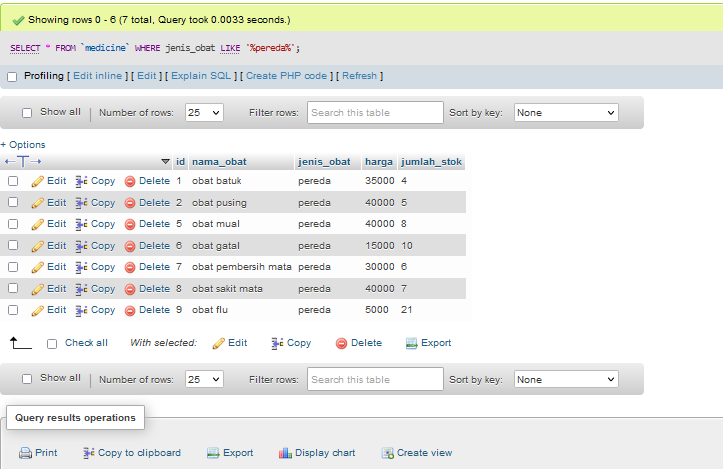 Showing rows 0 - 6 (7 total, Query took 0.0033 seconds.)
SELECT * FROM `medicine` WHERE jenis_obat LIKE '%pereda%';
Profiling [ Edit inline ] [ Edit ] [ Explain SQL ] [ Create PHP code ] [ Refresh ]
Show all Number of rows: 25 Filter rows: Search this table Sort by key: None
+ Options
←T→ id nama_obat jenis_obat harga jumlah_stok
Edit Copy Delete 1 obat batuk pereda 35000 4
Edit Copy Delete 2 obat pusing pereda 40000 5
Edit Copy Delete 5 obat mual pereda 40000 8
Edit Copy Delete 6 obat gatal pereda 15000 10
Edit Copy Delete 7 obat pembersih mata pereda 30000 6
Edit Copy Delete 8 obat sakit mata pereda 40000 7
Edit Copy Delete 9 obat flu pereda 5000 21
Check all With selected: Edit Copy Delete Export
Show all Number of rows: 25 Filter rows: Search this table Sort by key: None
Query results operations
Print Copy to clipboard Export Display chart Create view